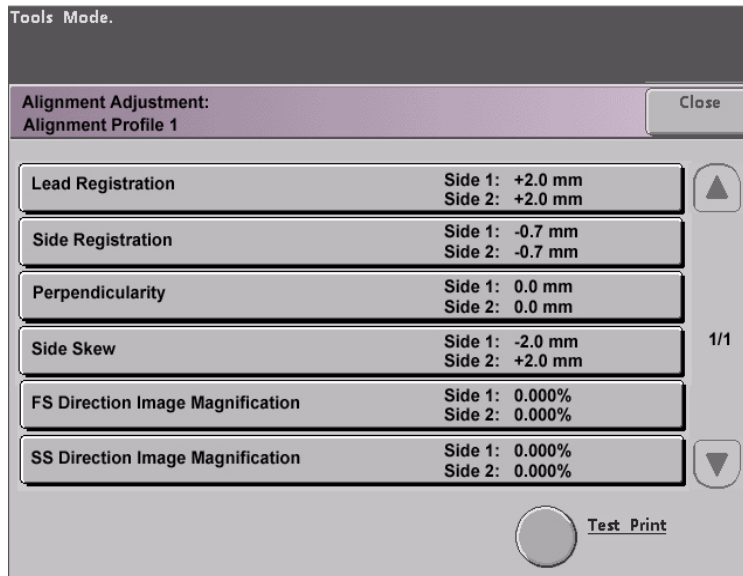 Tools Mode.
Alignment Adjustment:
Close
Alignment Profile 1
Lead Registration
Side 1: +2.0 mm
Side 2: +2.0 mm
Side Registration
Side 1: -0.7 mm
Side 2: -0.7 mm
Perpendicularity
Side 1: 0.0 mm
Side 2: 0.0 mm
Side Skew
Side 1: -2.0 mm
Side 2: +2.0 mm
1/1
FS Direction Image Magnification
Side 1: 0.000%
Side 2: 0.000%
SS Direction Image Magnification
Side 1: 0.000%
Side 2: 0.000%
Test Print